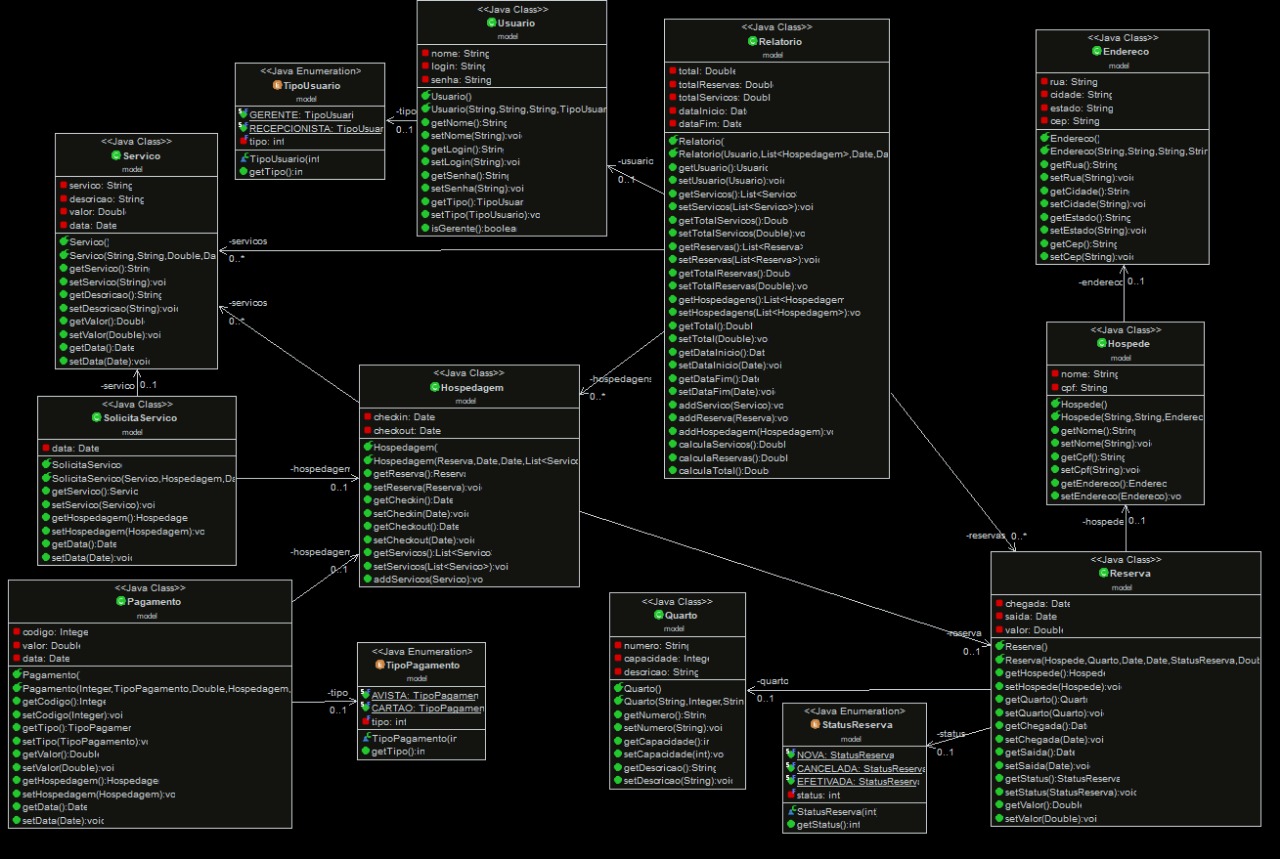 <<Java Class>>
Usuario
model
nome: String
login: String
senha: String
Usuario()
Usuario(String,String,String,TipoUsuar
getNome():String
setNome(String):voi
getLogin():String
setLogin(String):voi
getSenha():String
setSenha(String):voi
getTipo():TipoUsuar
setTipo(TipoUsuario):vo
isGerente():boolea
<<Java Enumeration>
TipoUsuario
model
GERENTE: TipoUsuari
RECEPCIONISTA: TipoUsuar
tipo: int
TipoUsuario(int
getTipo():in
-tipo
0..1
<<Java Class>>
Relatorio
model
total: Double
totalReservas: Doubl
totalServicos: Doubl
dataInicio: Dat
dataFim: Date
Relatorio(
Relatorio(Usuario,List<Hospedagem>,Date,Da
getUsuario():Usuario
setUsuario(Usuario):voi
getServicos():List<Servico
setServicos(List<Servico>):voi
getTotalServicos():Doub
setTotalServicos(Double):vo
getReservas():List<Reserva>
setReservas(List<Reserva>):voi
getTotalReservas():Doub
setTotalReservas(Double):vo
getHospedagens():List<Hospedagem
setHospedagens(List<Hospedagem>):voi
getTotal():Doubl
setTotal(Double):vo
getDataInicio():Dat
setDataInicio(Date):voi
getDataFim():Date
setDataFim(Date):voi
addServico(Servico):vo
addReserva(Reserva):vo
addHospedagem(Hospedagem):v
calculaServicos():Doubl
calculaReservas():Doubl
calculaTotal():Doub
-usuario
0..1
<<Java Class>>
Endereco
model
rua: String
cidade: String
estado: String
cep: String
Endereco()
Endereco(String,String,String,Strir
getRua():String
setRua(String):voi
getCidade():String
setCidade(String):voi
getEstado():String
setEstado(String):voi
getCep():String
setCep(String):voi
-endereco
0..1
<<Java Class>>
Servico
model
servico: String
descricao: String
valor: Doubl
data: Date
Servico()
Servico(String,String,Double,Da
getServico():String
setServico(String):voi
getDescricao():String
setDescricao(String):voi
getValor():Doubl
setValor(Double):voi
getData():Date
setData(Date):voi
-servicos
0..*
-servicos
0..*
-servico
0..1
<<Java Class>>
SolicitaServico
model
data: Date
SolicitaServico
SolicitaServico(Servico,Hospedagem,Da
getServico():Servic
setServico(Servico):voi
getHospedagem():Hospedage
setHospedagem(Hospedagem):vo
getData():Date
setData(Date):voi
-hospedagem
0..1
<<Java Class>>
Hospedagem
model
checkin: Date
checkout: Date
Hospedagem(
Hospedagem(Reserva,Date,Date,List<Servic
getReserva():Reserv
setReserva(Reserva):voi
getCheckin():Date
setCheckin(Date):voi
getCheckout():Date
setCheckout(Date):voi
getServicos():List<Servico
setServicos(List<Servico>):voi
addServicos(Servico):vo
-hospedagens
0..*
<<Java Class>>
Hospede
model
nome: String
cpf: String
Hospede()
Hospede(String,String,Enderec
getNome():String
setNome(String):voi
getCpf():String
setCpf(String):voi
getEndereco():Enderec
setEndereco(Endereco):vo
-hospede
0..1
-reservas
0..*
<<Java Class>>
Pagamento
model
codigo: Intege
valor: Double
data: Date
Pagamento(
Pagamento(Integer,TipoPagamento,Double,Hospedagem,
getCodigo():Intege
setCodigo(Integer):voi
getTipo():TipoPagamer
setTipo(TipoPagamento):v
getValor():Double
setValor(Double):voi
getHospedagem():Hospedage
setHospedagem(Hospedagem):vo
getData():Date
setData(Date):voi
-hospedagem
0..1
-tipo
0..1
<<Java Enumeration>
TipoPagamento
model
AVISTA: TipoPagamen
CARTAO: TipoPagamen
tipo: int
TipoPagamento(ir
getTipo():in
<<Java Class>>
Quarto
model
numero: String
capacidade: Intege
descricao: String
Quarto()
Quarto(String,Integer,Strin
getNumero():Strin
setNumero(String):voi
getCapacidade():ir
setCapacidade(int):vo
getDescricao():String
setDescricao(String):voi
-quarto
0..1
<<Java Enumeration>
StatusReserva
model
NOVA: StatusReserva
CANCELADA: StatusReserv
EFETIVADA: StatusReserv
status: int
StatusReserva(int
getStatus():int
-status
0..1
-reserva
0..1
<<Java Class>>
Reserva
model
chegada: Date
saida: Date
valor: Double
Reserva()
Reserva(Hospede,Quarto,Date,Date,StatusReserva,Doub
getHospede():Hosped
setHospede(Hospede):voi
getQuarto():Quart
setQuarto(Quarto):voi
getChegada():Dat
setChegada(Date):voi
getSaida():Date
setSaida(Date):voi
getStatus():StatusReserva
setStatus(StatusReserva):voi
getValor():Double
setValor(Double):voi